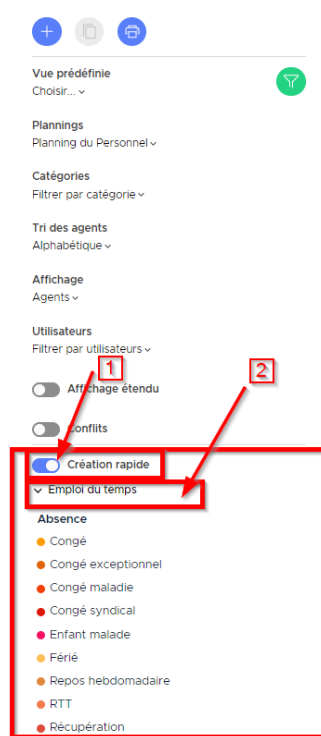 Vue prédéfinie
Choisir...
Plannings
Planning du Personnel
Catégories
Filtrer par catégorie
Tri des agents
Alphabétique
Affichage
Agents
Utilisateurs
Filtrer par utilisateurs
1
2
Affichage étendu
Conflits
Création rapide
Emploi du temps
Absence
Congé
Congé exceptionnel
Congé maladie
Congé syndical
Enfant malade
Férié
Repos hebdomadaire
RTT
Récupération